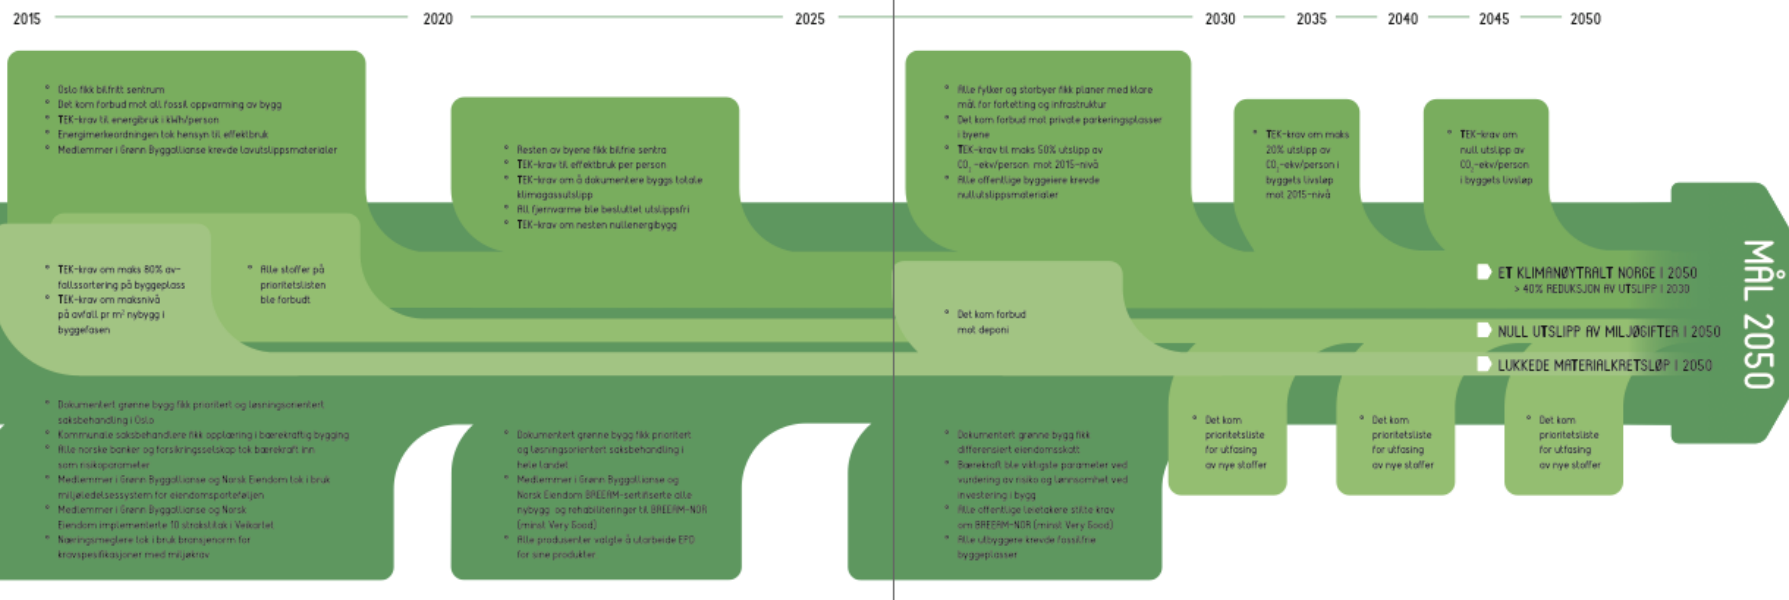 2015
2020
2025
2030
2035
2040
2045
2050
° Oslo fikk bilfritt sentrum
° Det kom forbud mot all fossil oppvarming av bygg
° TEK-krav til energibruk i kWh/person
° Energimerkeordningen tok hensyn til effektbruk
° Medlemmer i Grønn Byggallianse krevde lavutslippsmaterialer
° Resten av byene fikk bilfrie sentra
° TEK-krav til effektbruk per person
° TEK-krav om å dokumentere byggs totale
klimagassutslipp
° All fjernvarme ble besluttet utslippsfri
° TEK-krav om nesten nullenergibygg
° Alle fylker og storbyer fikk planer med klare
mål for fortetting og infrastruktur
° Det kom forbud mot private parkeringsplasser
i byene
° TEK-krav til maks 50% utslipp av
CO2-ekv/person mot 2015-nivå
° Alle offentlige byggeiere krevde
nullutslippsmaterialer
° TEK-krav om maks
20% utslipp av
CO2-ekv/person i
byggets livsløp
mot 2015-nivå
° TEK-krav om
null utslipp av
CO2-ekv/person
i byggets livsløp
° TEK-krav om maks 80% av-
fallssortering på byggeplass
° TEK-krav om maksnivå
på avfall pr m² nybygg i
byggefasen
° Alle stoffer på
prioritetslisten
ble forbudt
° Det kom forbud
mot deponi
ET KLIMANØYTRALT NORGE I 2050
> 40% REDUKSJON AV UTSLIPP I 2030
NULL UTSLIPP AV MILJØGIFTER I 2050
LUKKEDE MATERIALKRETSLØP I 2050
MÅL 2050
° Dokumentert grønne bygg fikk prioritert og løsningsorientert
saksbehandling i Oslo
° Kommunale saksbehandlere fikk opplæring i bærekraftig bygging
° Alle norske banker og forsikringsselskap tok bærekraft inn
som risikoparameter
° Medlemmer i Grønn Byggallianse og Norsk Eiendom tok i bruk
miljøledelsessystem for eiendomsporteføljen
° Medlemmer i Grønn Byggallianse og Norsk
Eiendom implementerte 10 strakstiltak i Veikartet
° Næringsmeglere tok i bruk bransjenorm for
kravspesifikasjoner med miljøkrav
° Dokumentert grønne bygg fikk prioritert
og løsningsorientert saksbehandling i
hele landet
° Medlemmer i Grønn Byggallianse og
Norsk Eiendom BREEAM-sertifiserte alle
nybygg og rehabiliteringer til BREEAM-NOR
(minst Very Good)
° Alle produsenter valgte å utarbeide EPD
for sine produkter
° Dokumentert grønne bygg fikk
differensiert eiendomsskatt
° Bærekraft ble viktigste parameter ved
vurdering av risiko og lønnsomhet ved
investering i bygg
° Alle offentlige leietakere stilte krav
om BREEAM-NOR (minst Very Good)
° Alle utbyggere krevde fossilfrie
byggeplasser
° Det kom
prioritetsliste
for utfasing
av nye stoffer
° Det kom
prioritetsliste
for utfasing
av nye stoffer
° Det kom
prioritetsliste
for utfasing
av nye stoffer